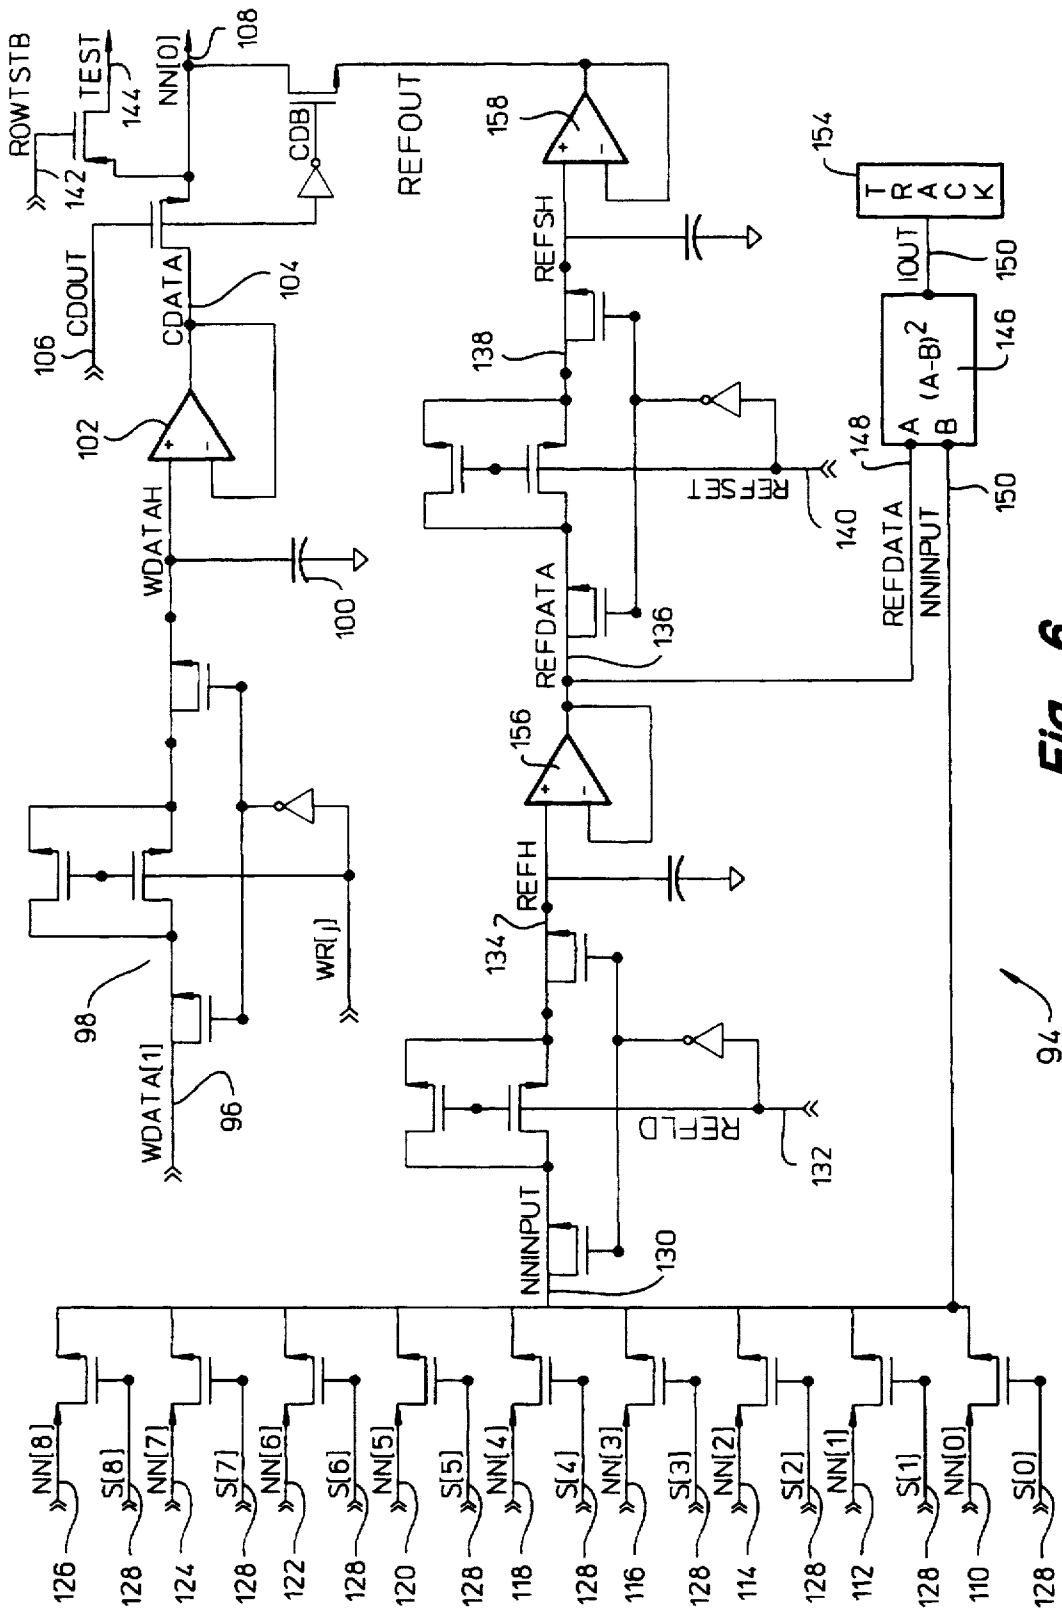 ROWTSTB
142
TEST
144
NN[0]
108
106
CDOUT
CDATA
104
CDB
102
WDATAH
100
98
WDATA[1]
96
WR[j]
REFOUT
158
REFSH
138
REFSET
140
REFDATA
136
156
REFH
134
REFLD
132
NNINPUT
130
154
TRACK
IOUT
150
(A-B)2
A
B
146
148
150
REFDATA
NNINPUT
NN[8]
126
S[8]
128
NN[7]
124
S[7]
128
NN[6]
122
S[6]
128
NN[5]
120
S[5]
128
NN[4]
118
S[4]
128
NN[3]
116
S[3]
128
NN[2]
114
S[2]
128
NN[1]
112
S[1]
128
NN[0]
110
S[0]
128
94
Fig. 6